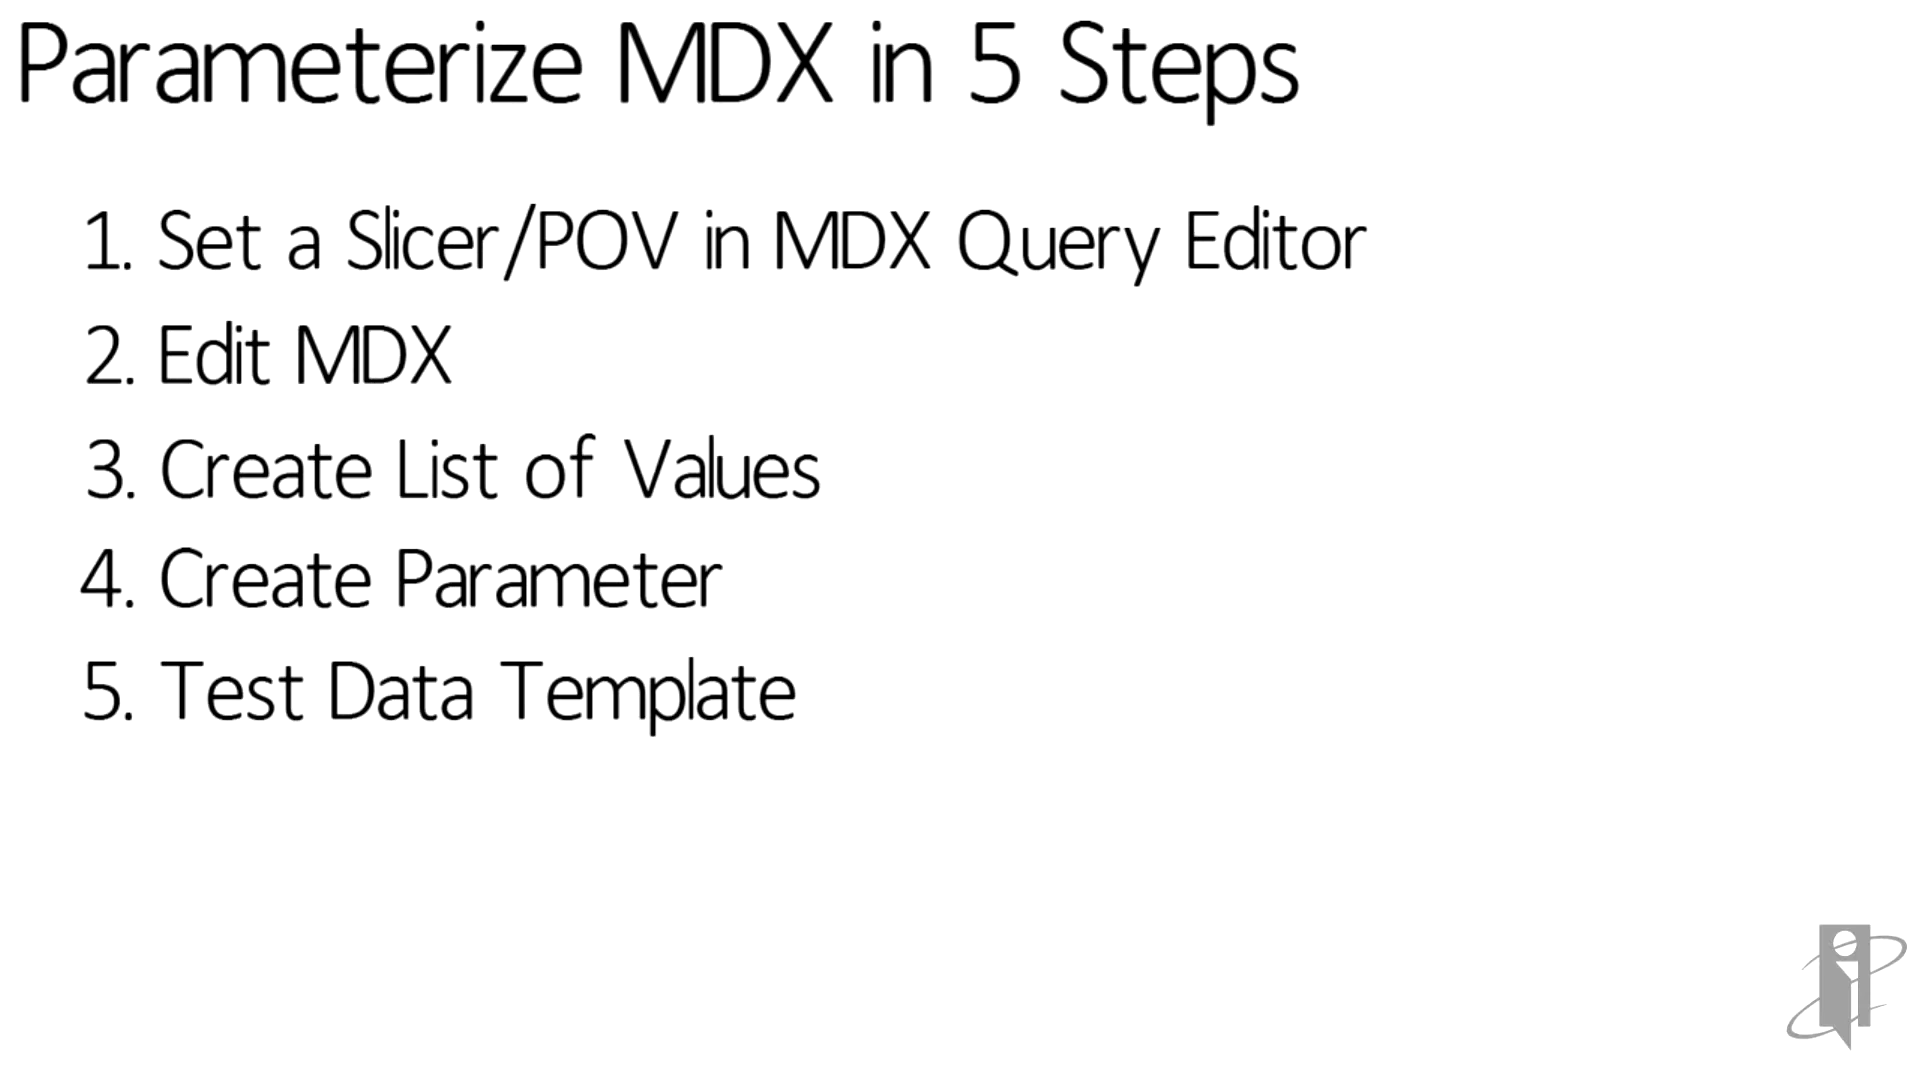 Parameterize MDX in 5 Steps
1. Set a Slicer/POV in MDX Query Editor
2. Edit MDX
3. Create List of Values
4. Create Parameter
5. Test Data Template